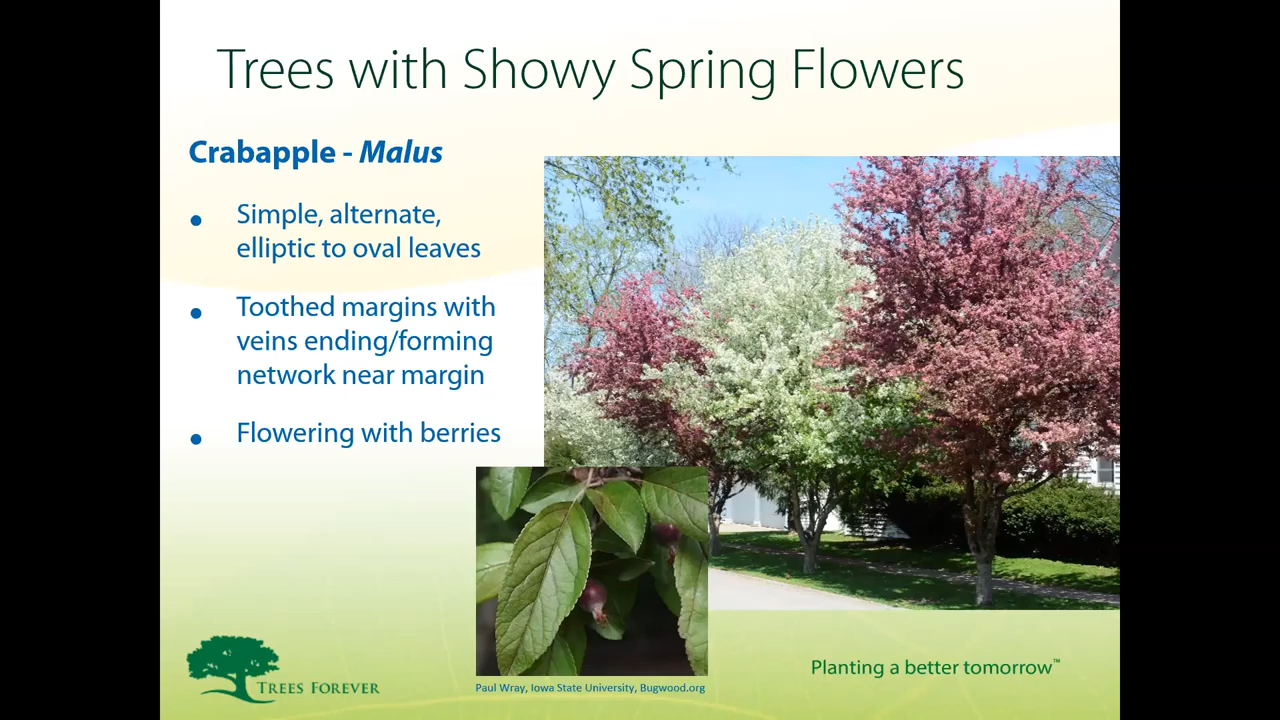 Trees with Showy Spring Flowers
Crabapple - Malus
• Simple, alternate,
elliptic to oval leaves
• Toothed margins with
veins ending/forming
network near margin
• Flowering with berries
Paul Wray, Iowa State University, Bugwood.org
TREES FOREVER
Planting a better tomorrow™